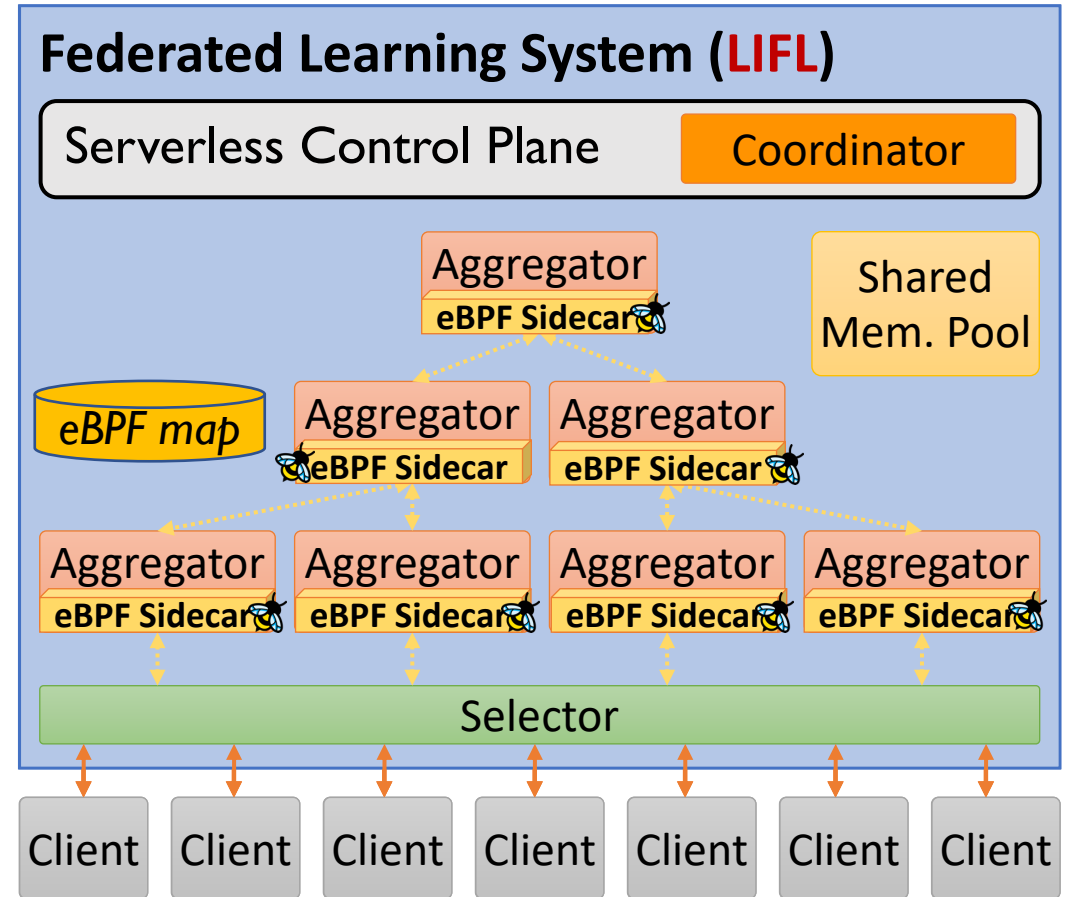 Federated Learning System (LIFL)
Serverless Control Plane
Coordinator
Aggregator
eBPF Sidecar
Shared
Mem. Pool
eBPF map
Aggregator
eBPF Sidecar
Aggregator
eBPF Sidecar
Aggregator
eBPF Sidecar
Aggregator
eBPF Sidecar
Aggregator
eBPF Sidecar
Aggregator
eBPF Sidecar
Selector
Client
Client
Client
Client
Client
Client
Client